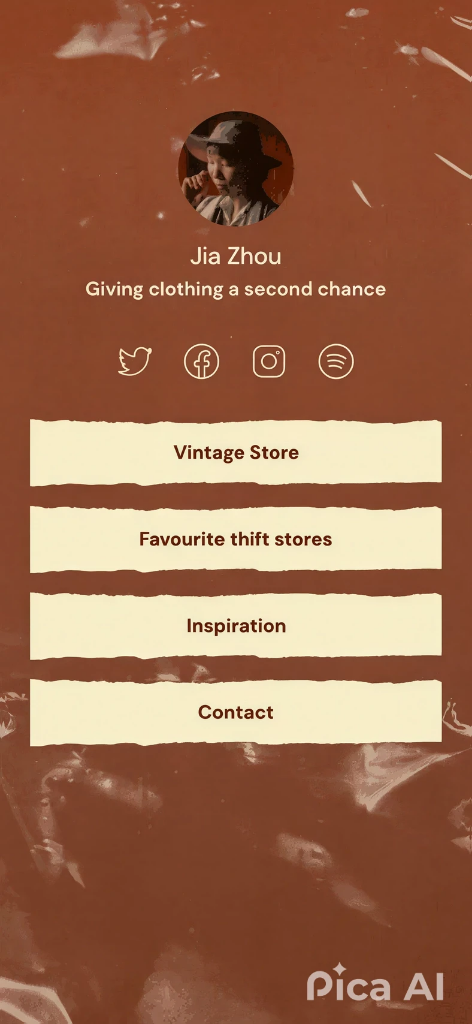 Jia Zhou
Giving clothing a second chance
Vintage Store
Favourite thift stores
Inspiration
Contact
Pica AI